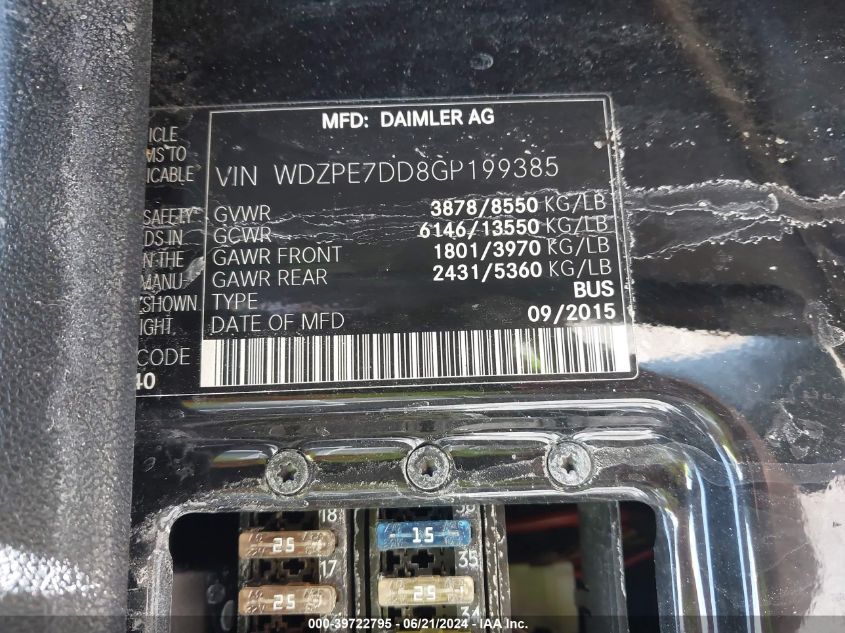 MFD: DAIMLER AG
ICLE
MS TO
ICABLE
VIN WDZPE7DD8GP199385
SAFETY
DS IN
N THE
MANU-
SHOWN
IGHT.
GVWR 3878/8550 KG/LB
GCWR 6146/13550 KG/LB
GAWR FRONT 1801/3970 KG/LB
GAWR REAR 2431/5360 KG/LB
TYPE BUS
DATE OF MFD 09/2015
CODE
40
18
36
25
15
17
35
25
25
34
000-39722795 - 06/21/2024 - IAA Inc.